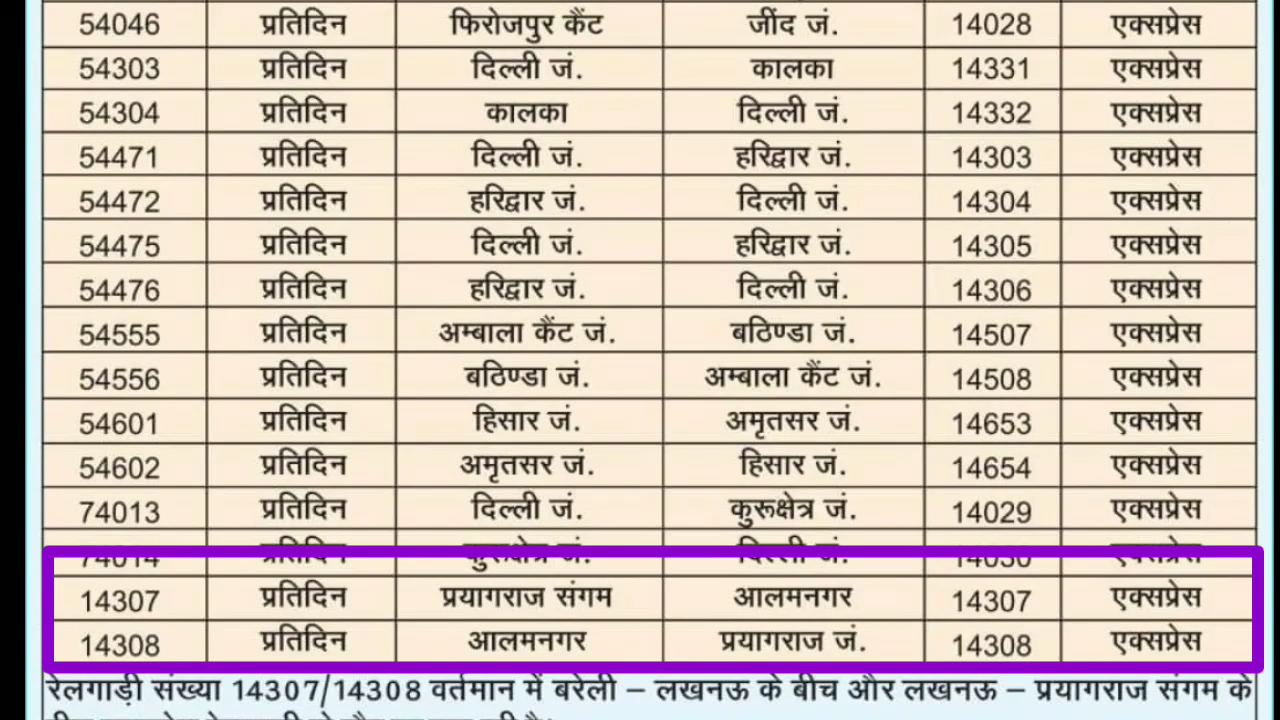 54046 प्रतिदिन फिरोजपुर कैंट जींद जं. 14028 एक्सप्रेस
54303 प्रतिदिन दिल्ली जं. कालका 14331 एक्सप्रेस
54304 प्रतिदिन कालका दिल्ली जं. 14332 एक्सप्रेस
54471 प्रतिदिन दिल्ली जं. हरिद्वार जं. 14303 एक्सप्रेस
54472 प्रतिदिन हरिद्वार जं. दिल्ली जं. 14304 एक्सप्रेस
54475 प्रतिदिन दिल्ली जं. हरिद्वार जं. 14305 एक्सप्रेस
54476 प्रतिदिन हरिद्वार जं. दिल्ली जं. 14306 एक्सप्रेस
54555 प्रतिदिन अम्बाला कैंट जं. बठिण्डा जं. 14507 एक्सप्रेस
54556 प्रतिदिन बठिण्डा जं. अम्बाला कैंट जं. 14508 एक्सप्रेस
54601 प्रतिदिन हिसार जं. अमृतसर जं. 14653 एक्सप्रेस
54602 प्रतिदिन अमृतसर जं. हिसार जं. 14654 एक्सप्रेस
74013 प्रतिदिन दिल्ली जं. कुरूक्षेत्र जं. 14029 एक्सप्रेस
74014 प्रतिदिन कुरूक्षेत्र जं. दिल्ली जं. 14030 एक्सप्रेस
14307 प्रतिदिन प्रयागराज संगम आलमनगर 14307 एक्सप्रेस
14308 प्रतिदिन आलमनगर प्रयागराज जं. 14308 एक्सप्रेस
रेलगाड़ी संख्या 14307/14308 वर्तमान में बरेली – लखनऊ के बीच और लखनऊ – प्रयागराज संगम के